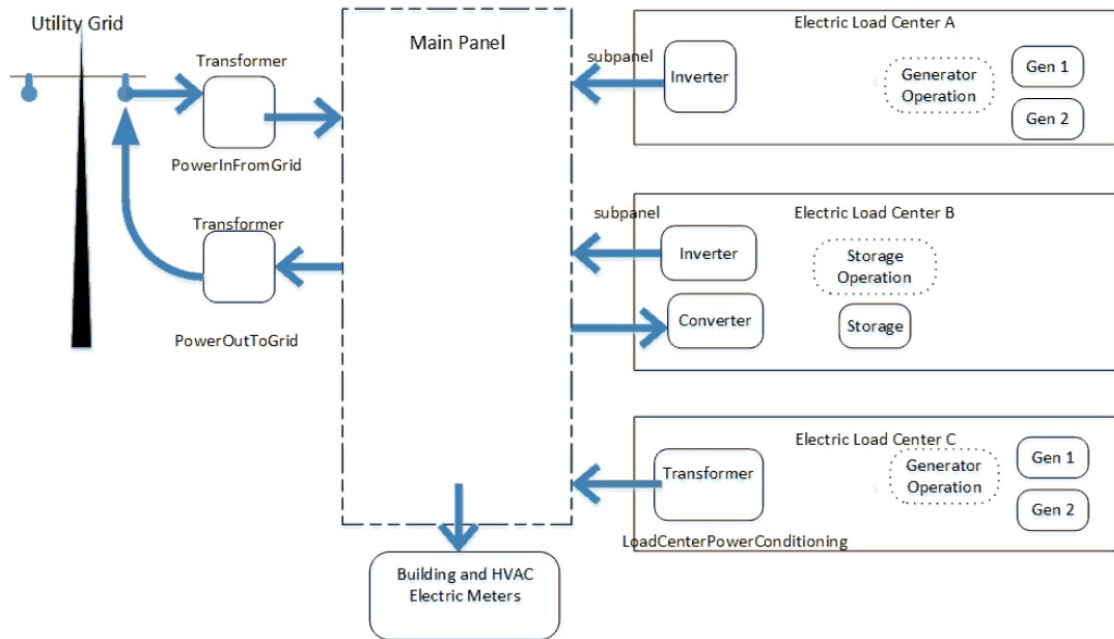 Utility Grid
Transformer
PowerInFromGrid
Transformer
PowerOutToGrid
Main Panel
Building and HVAC
Electric Meters
Electric Load Center A
subpanel
Inverter
Generator
Operation
Gen 1
Gen 2
Electric Load Center B
subpanel
Inverter
Converter
Storage
Operation
Storage
Electric Load Center C
Transformer
LoadCenterPowerConditioning
Generator
Operation
Gen 1
Gen 2